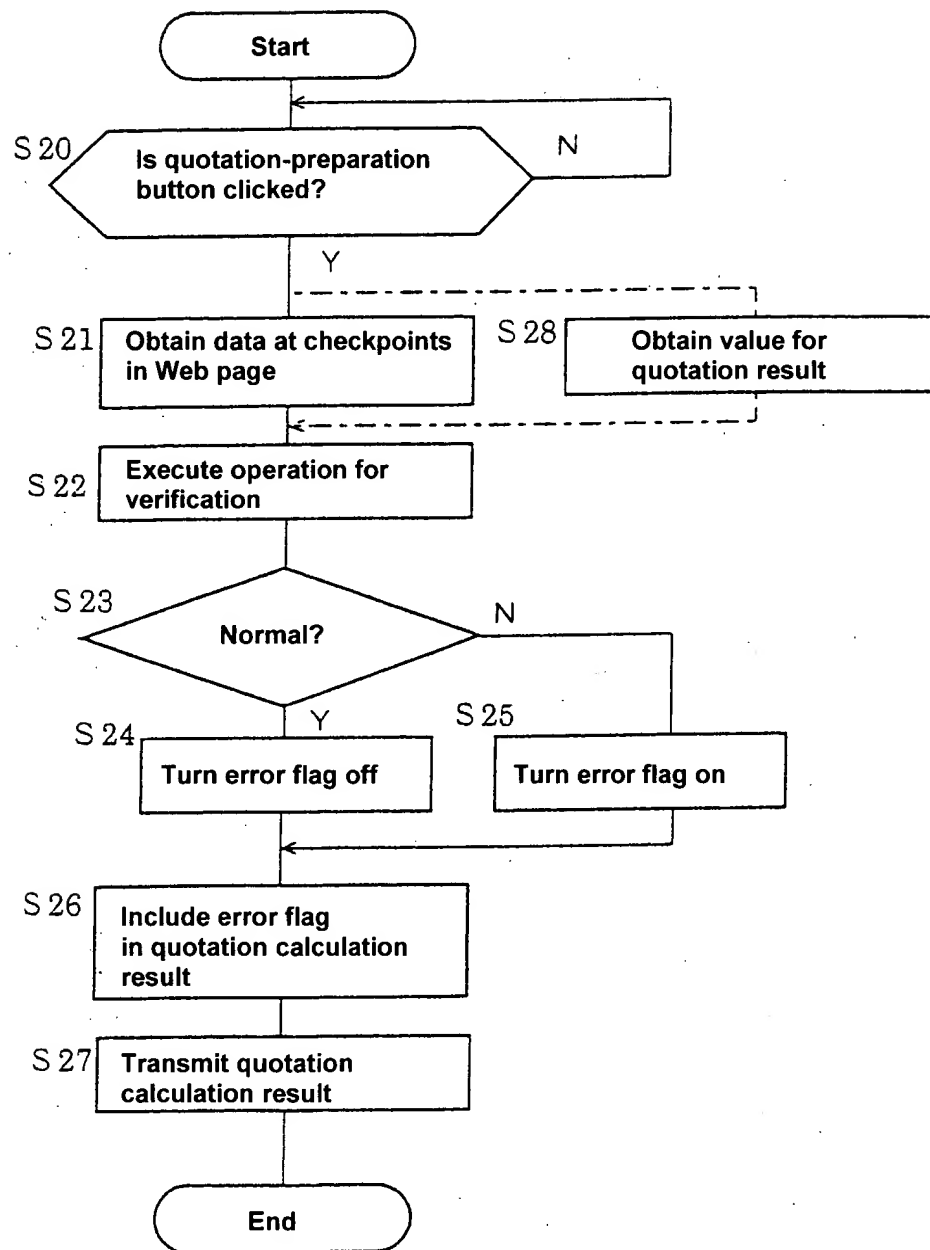 Start
S 20
Is quotation-preparation
button clicked?
N
Y
S 21
Obtain data at checkpoints
in Web page
S 28
Obtain value for
quotation result
S 22
Execute operation for
verification
S 23
Normal?
N
Y
S 24
Turn error flag off
S 25
Turn error flag on
S 26
Include error flag
in quotation calculation
result
S 27
Transmit quotation
calculation result
End